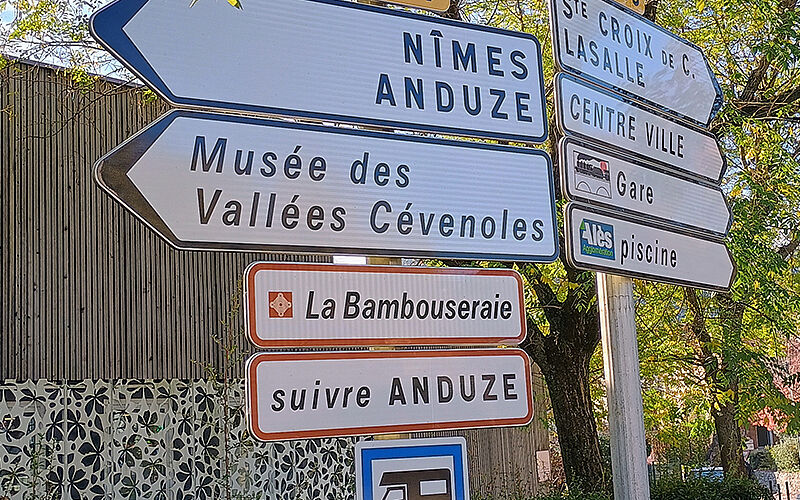 NÎMES
ANDUZE
Musée des
Vallées Cévenoles
La Bambouseraie
suivre ANDUZE
STE CROIX DE C.
LASALLE
CENTRE VILLE
Gare
Alès
Agglomération
piscine